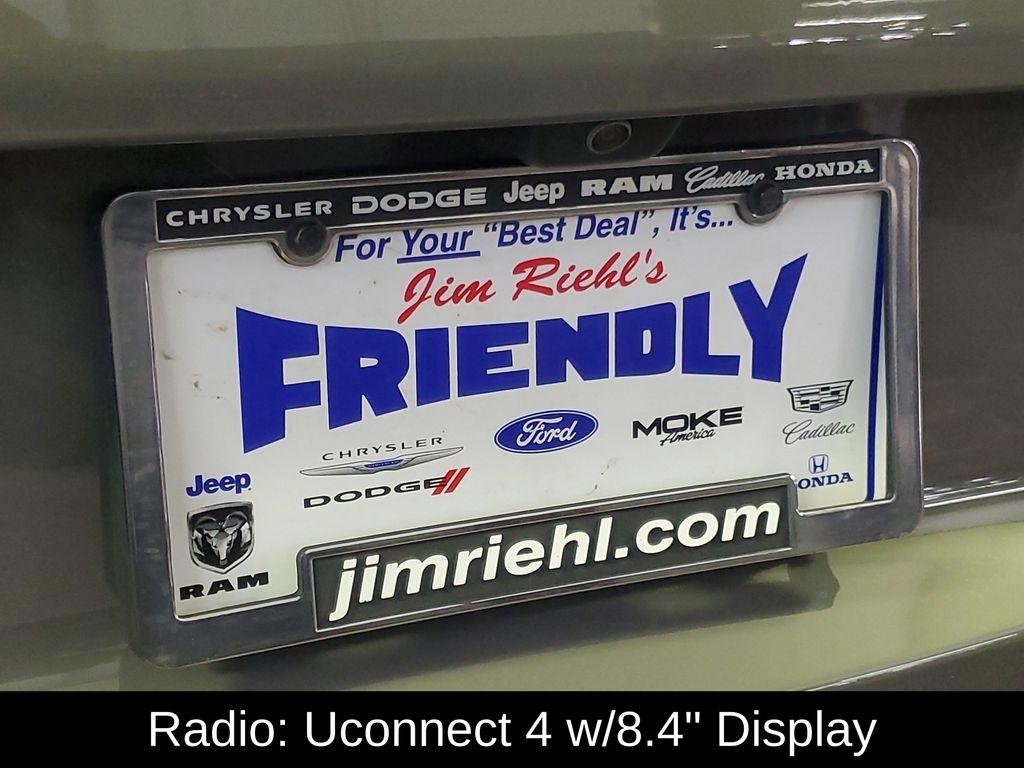 CHRYSLER DODGE Jeep RAM Cadillac HONDA
For Your “Best Deal”, It's...
Jim Riehl's
FRIENDLY
CHRYSLER
DODGE
Ford
MOKE
America
Cadillac
Jeep
RAM
HONDA
jimriehl.com
Radio: Uconnect 4 w/8.4" Display